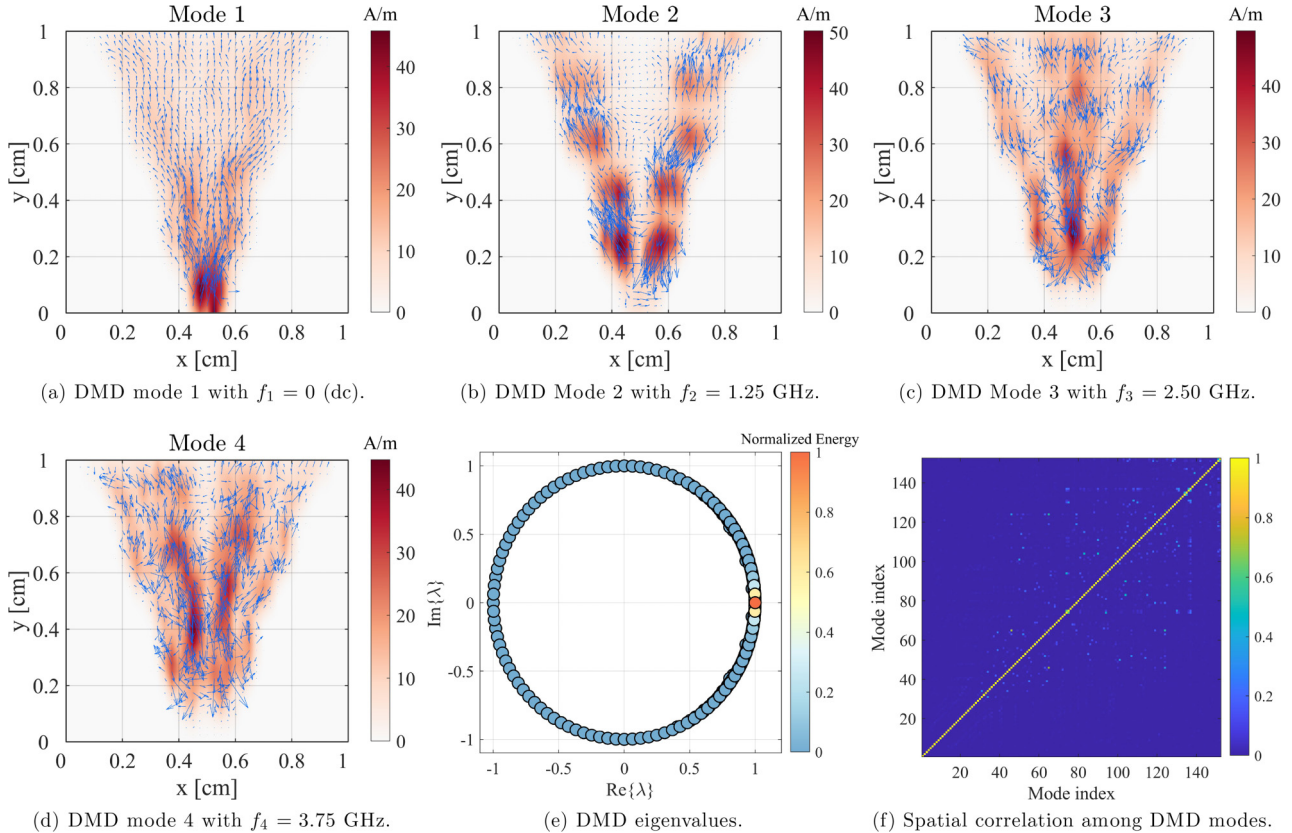 Mode 1
A/m
1
0.8
0.6
0.4
0.2
0
y [cm]
0 0.2 0.4 0.6 0.8 1
x [cm]
40
30
20
10
0
(a) DMD mode 1 with f₁ = 0 (dc).
Mode 2
A/m
1
0.8
0.6
0.4
0.2
0
y [cm]
0 0.2 0.4 0.6 0.8 1
x [cm]
50
40
30
20
10
0
(b) DMD Mode 2 with f₂ = 1.25 GHz.
Mode 3
A/m
1
0.8
0.6
0.4
0.2
0
y [cm]
0 0.2 0.4 0.6 0.8 1
x [cm]
40
30
20
10
0
(c) DMD Mode 3 with f₃ = 2.50 GHz.
Mode 4
A/m
1
0.8
0.6
0.4
0.2
0
y [cm]
0 0.2 0.4 0.6 0.8 1
x [cm]
40
30
20
10
0
(d) DMD mode 4 with f₄ = 3.75 GHz.
Normalized Energy
1
0.5
0
-0.5
-1
Im{λ}
-1 -0.5 0 0.5 1
Re{λ}
1
0.8
0.6
0.4
0.2
0
(e) DMD eigenvalues.
140
120
100
80
60
40
20
Mode index
20 40 60 80 100 120 140
Mode index
1
0.8
0.6
0.4
0.2
0
(f) Spatial correlation among DMD modes.